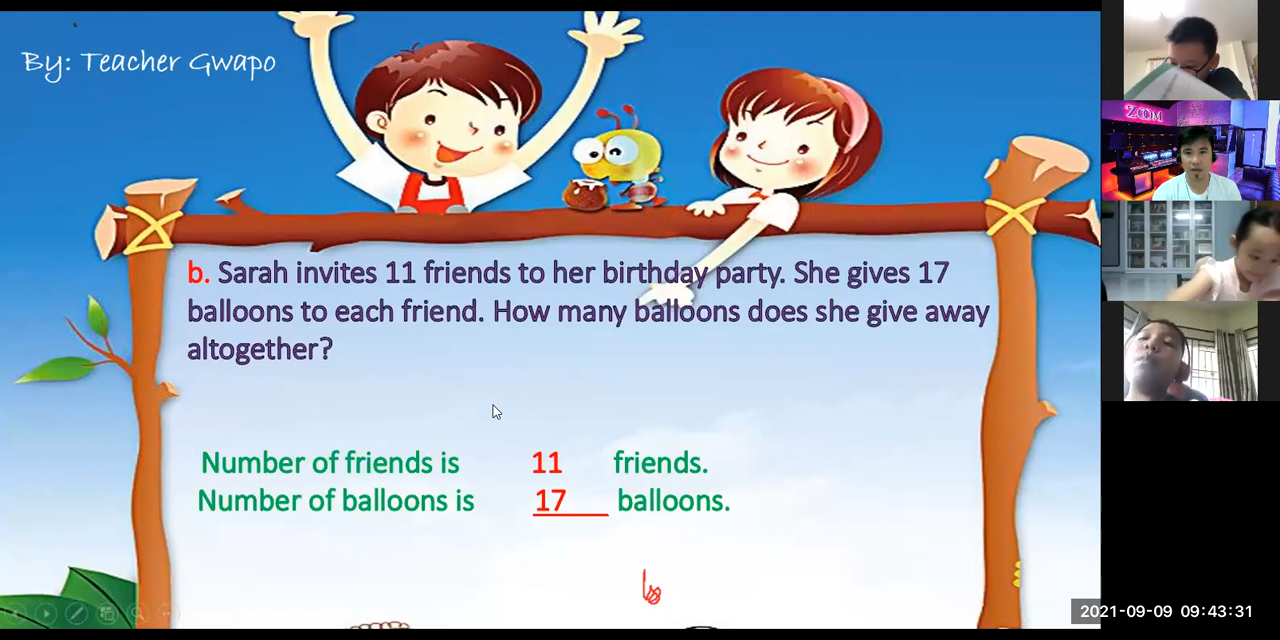 By: Teacher Gwapo
ZOOM
b. Sarah invites 11 friends to her birthday party. She gives 17
balloons to each friend. How many balloons does she give away
altogether?
Number of friends is 11 friends.
Number of balloons is 17 balloons.
2021-09-09 09:43:31